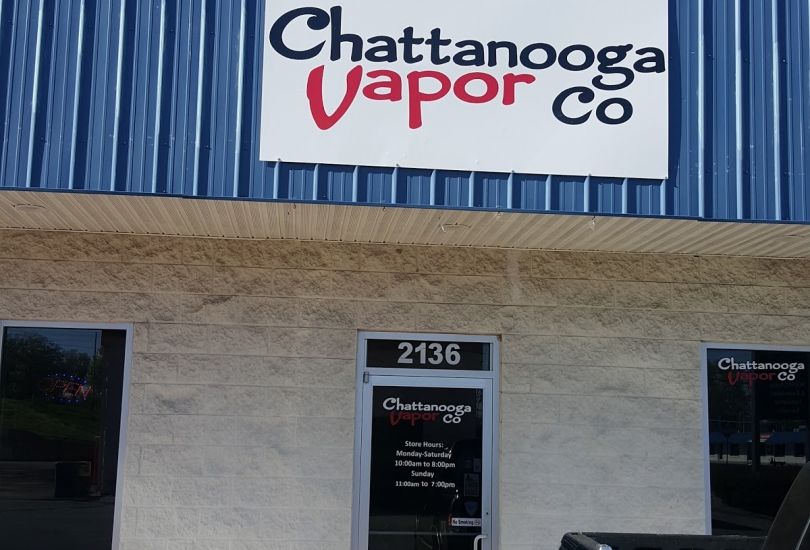 Chattanooga
Vapor Co
2136
Chattanooga
Vapor Co
Store Hours:
Monday-Saturday
10:00am to 8:00pm
Sunday
11:00am to 7:00pm
No Smoking
Chattanooga
Vapor Co